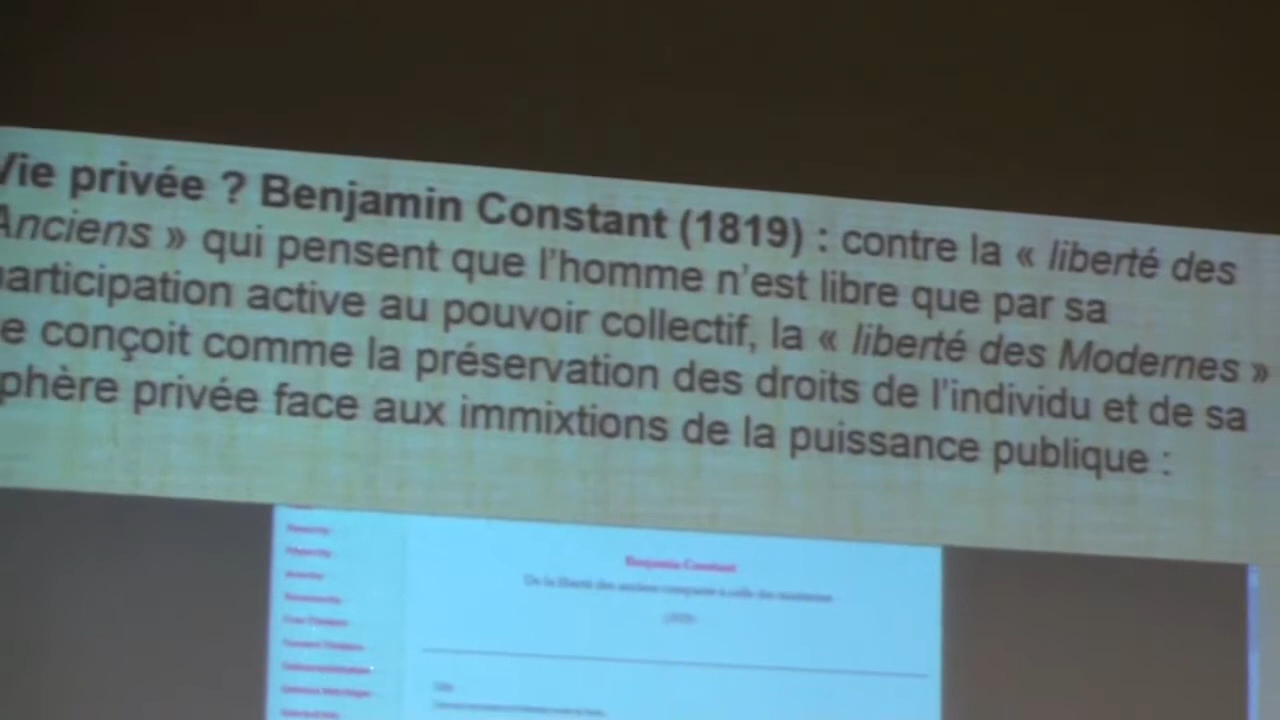 Vie privée ? Benjamin Constant (1819) : contre la « liberté des
Anciens » qui pensent que l'homme n'est libre que par sa
participation active au pouvoir collectif, la « liberté des Modernes »
se conçoit comme la préservation des droits de l'individu et de sa
sphère privée face aux immixtions de la puissance publique :
Benjamin Constant
De la liberté des anciens comparée à celle des modernes